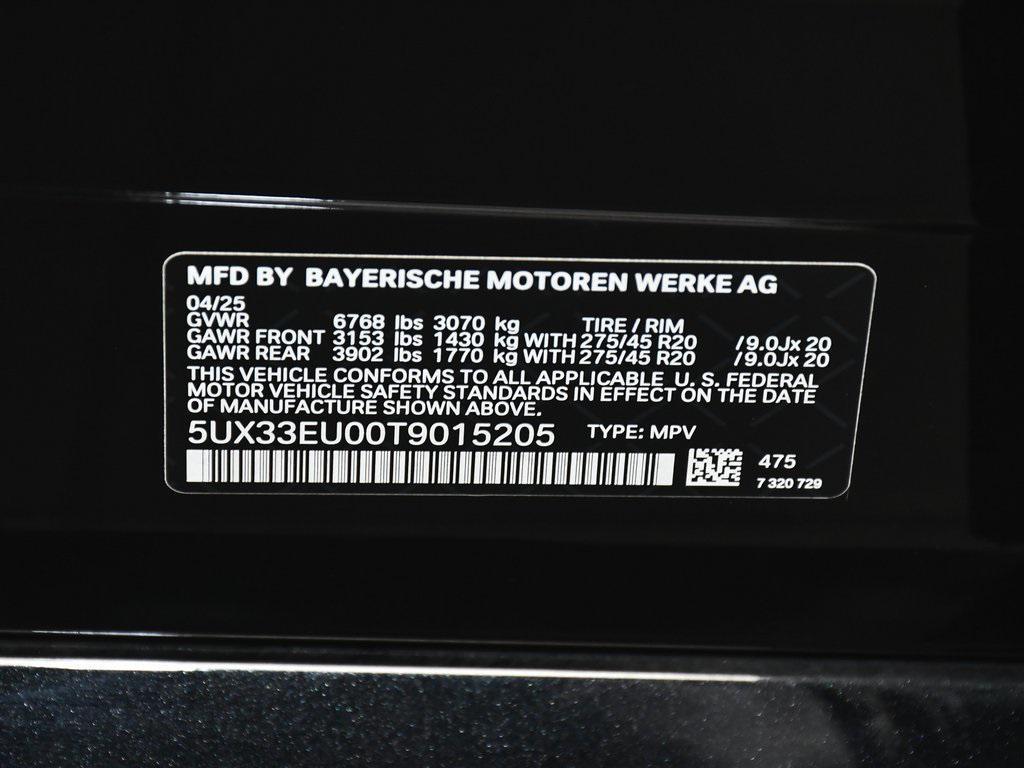 MFD BY BAYERISCHE MOTOREN WERKE AG
04/25
GVWR 6768 lbs 3070 kg TIRE / RIM
GAWR FRONT 3153 lbs 1430 kg WITH 275/45 R20 /9.0Jx 20
GAWR REAR 3902 lbs 1770 kg WITH 275/45 R20 /9.0Jx 20
THIS VEHICLE CONFORMS TO ALL APPLICABLE U. S. FEDERAL
MOTOR VEHICLE SAFETY STANDARDS IN EFFECT ON THE DATE
OF MANUFACTURE SHOWN ABOVE.
5UX33EU00T9015205 TYPE: MPV
475
7 320 729